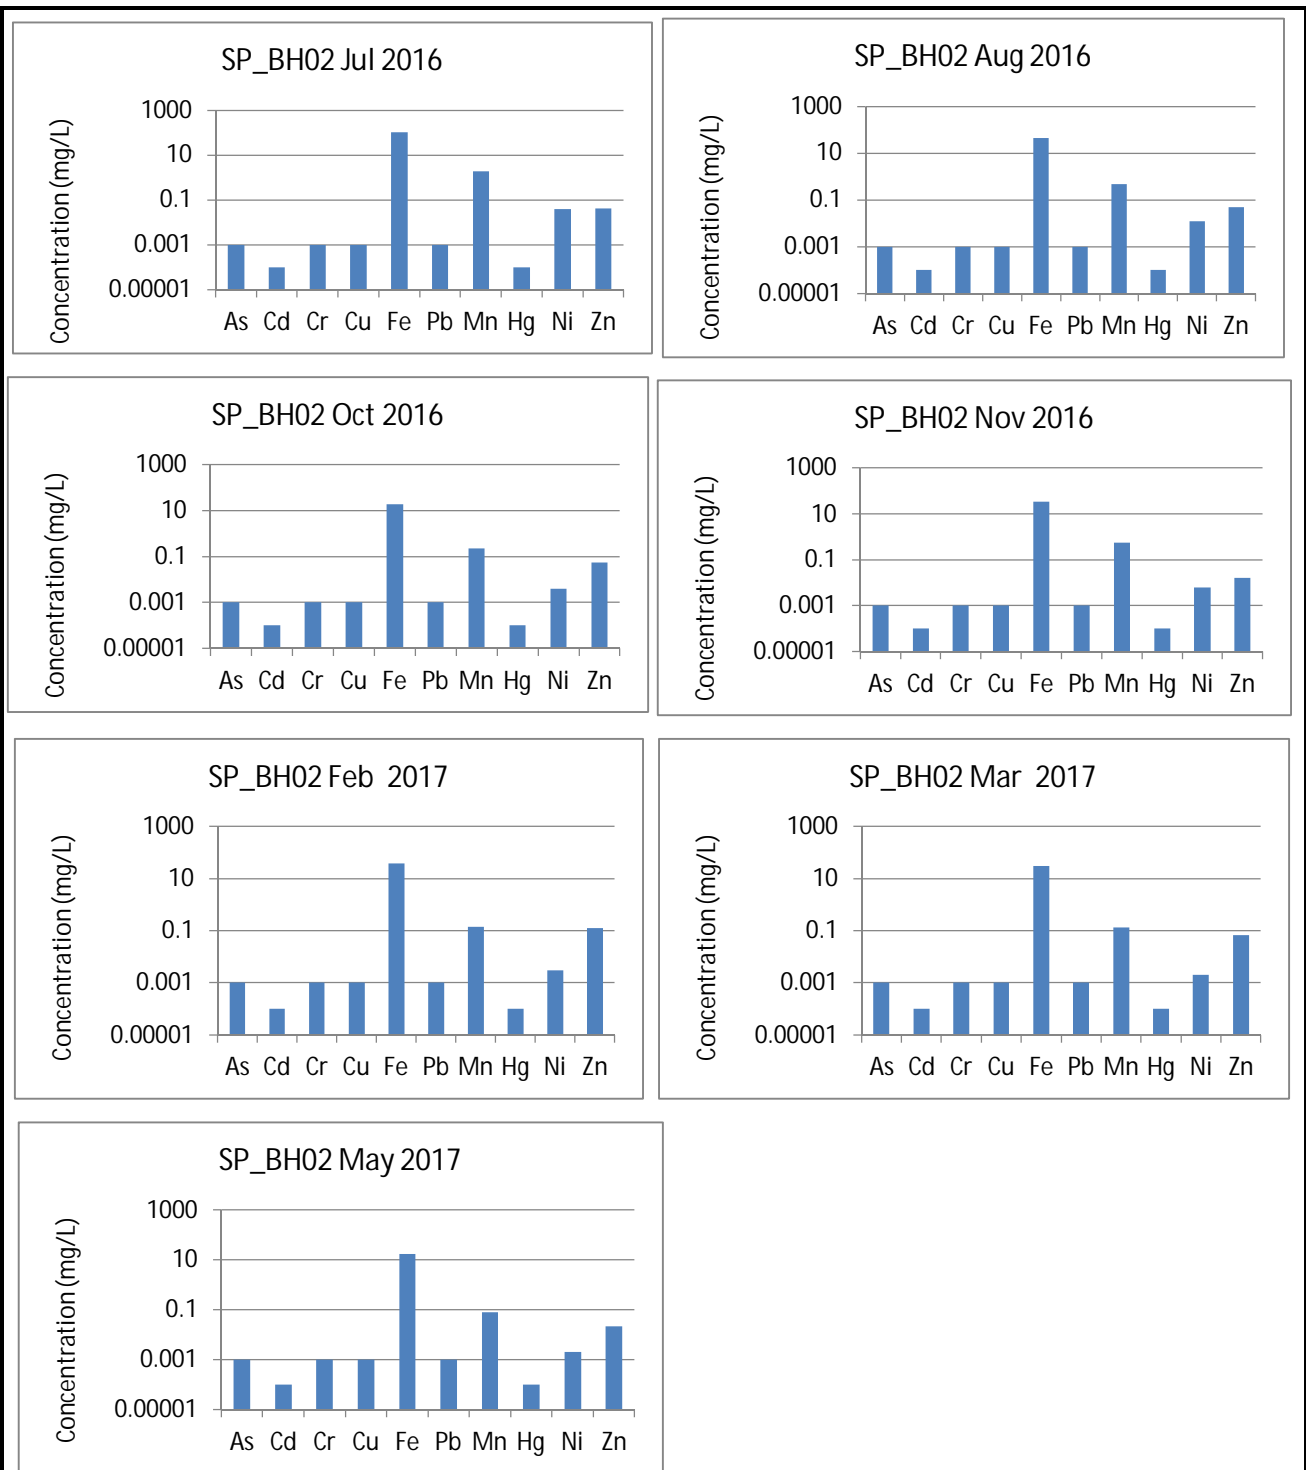 SP_BH02 Jul 2016
Concentration (mg/L)
1000
10
0.1
0.001
0.00001
As Cd Cr Cu Fe Pb Mn Hg Ni Zn
SP_BH02 Aug 2016
Concentration (mg/L)
1000
10
0.1
0.001
0.00001
As Cd Cr Cu Fe Pb Mn Hg Ni Zn
SP_BH02 Oct 2016
Concentration (mg/L)
1000
10
0.1
0.001
0.00001
As Cd Cr Cu Fe Pb Mn Hg Ni Zn
SP_BH02 Nov 2016
Concentration (mg/L)
1000
10
0.1
0.001
0.00001
As Cd Cr Cu Fe Pb Mn Hg Ni Zn
SP_BH02 Feb 2017
Concentration (mg/L)
1000
10
0.1
0.001
0.00001
As Cd Cr Cu Fe Pb Mn Hg Ni Zn
SP_BH02 Mar 2017
Concentration (mg/L)
1000
10
0.1
0.001
0.00001
As Cd Cr Cu Fe Pb Mn Hg Ni Zn
SP_BH02 May 2017
Concentration (mg/L)
1000
10
0.1
0.001
0.00001
As Cd Cr Cu Fe Pb Mn Hg Ni Zn